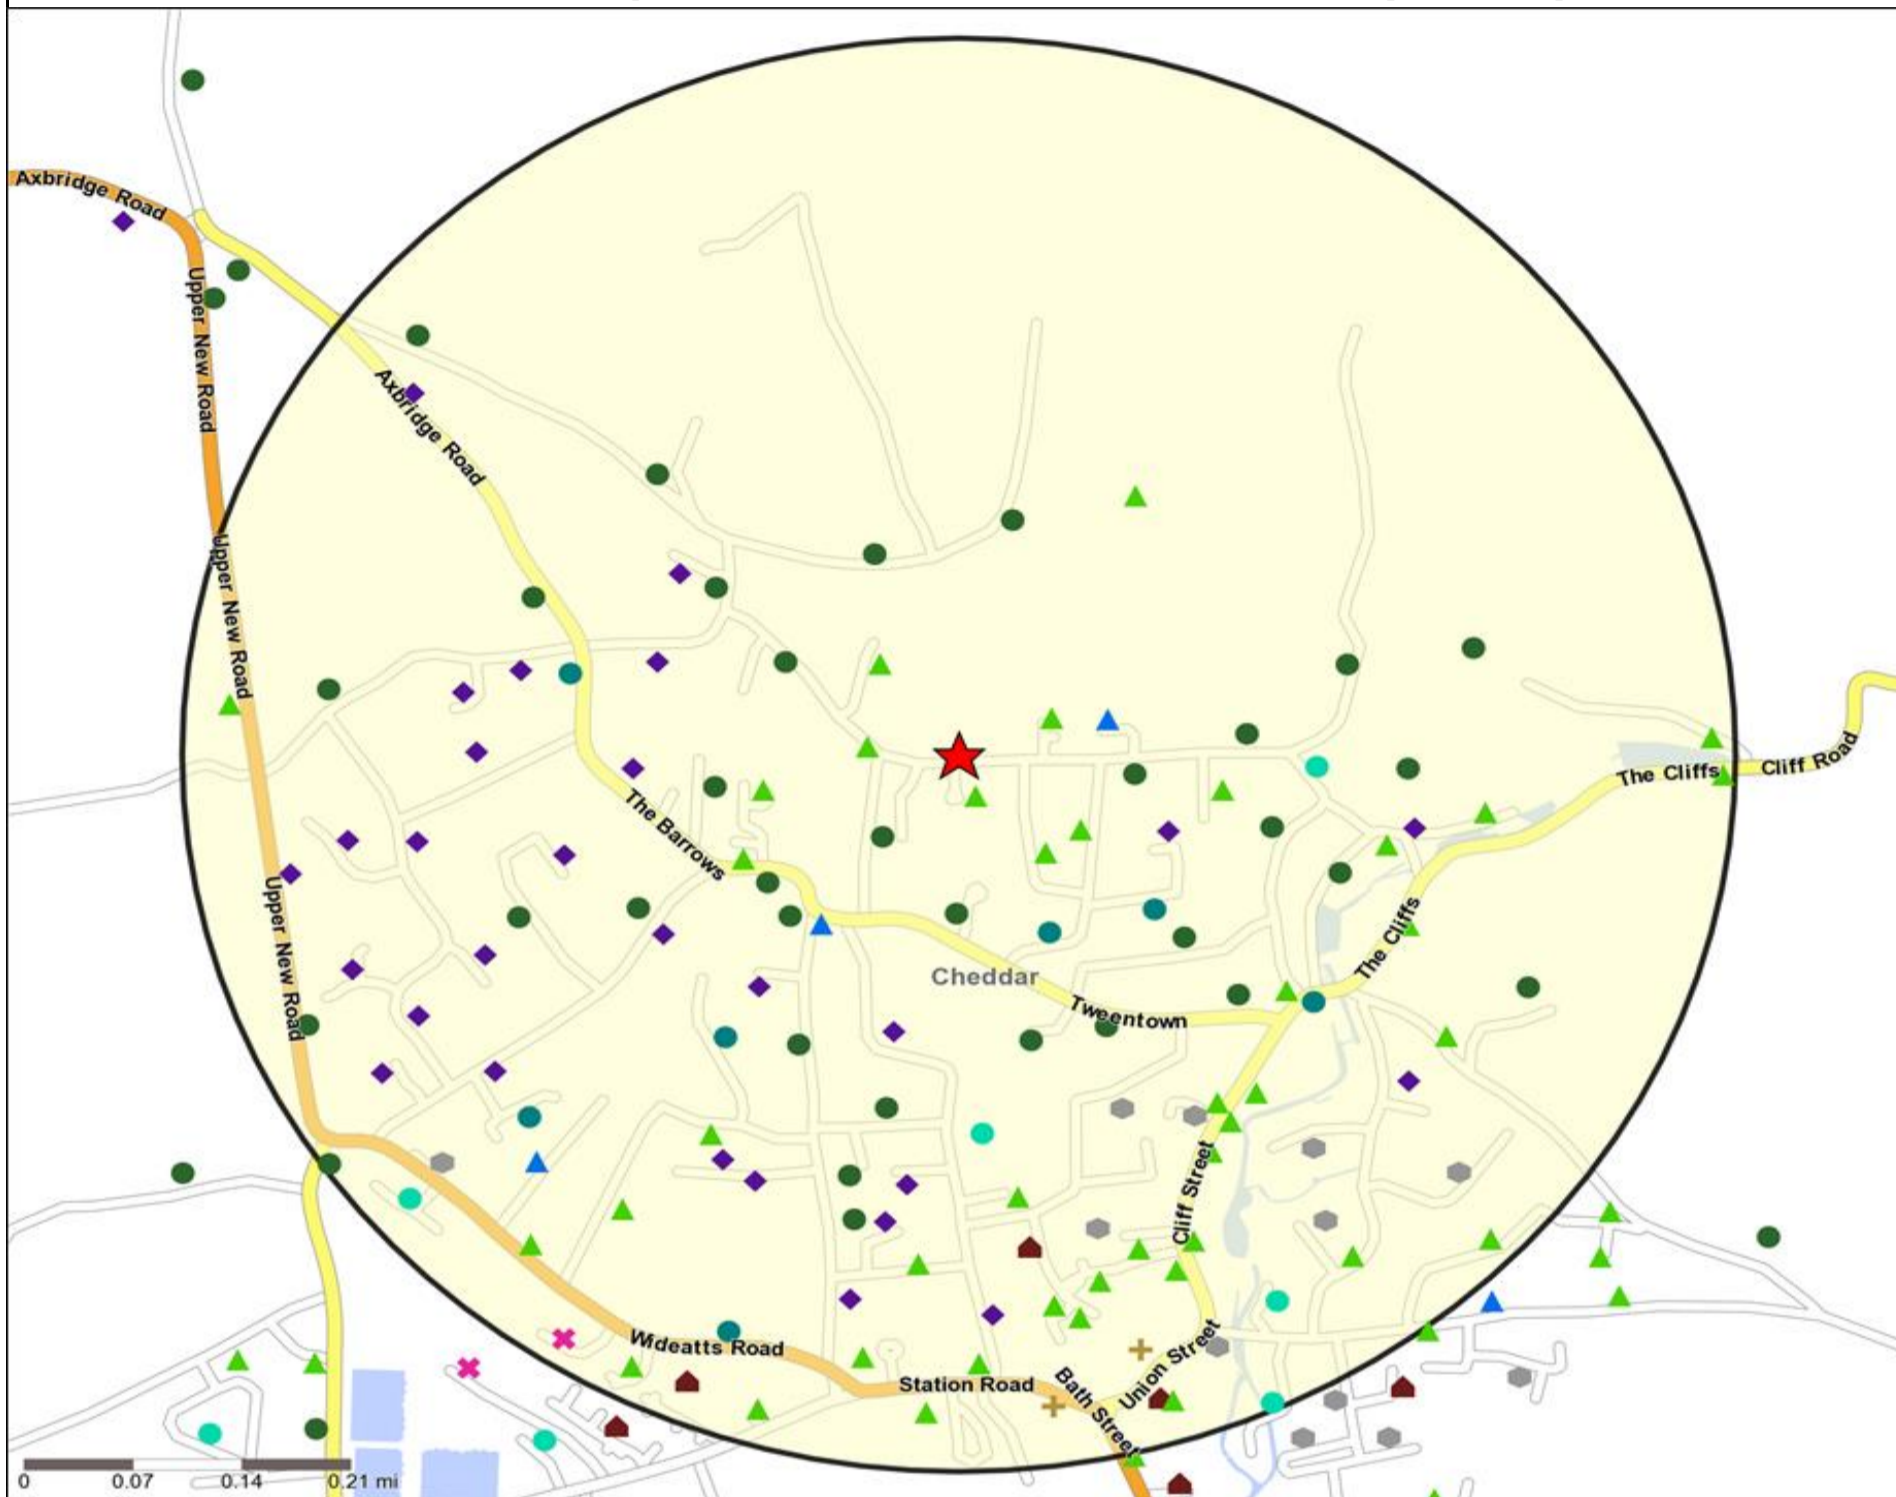 Axbridge Road
Upper New Road
Axbridge Road
Upper New Road
The Cliffs
Cliff Road
The Barrows
Upper New Road
The Cliffs
Cheddar
Tweentown
Cliff Street
Wideatts Road
Union Street
Station Road
Bath Street
0 0.07 0.14 0.21 mi